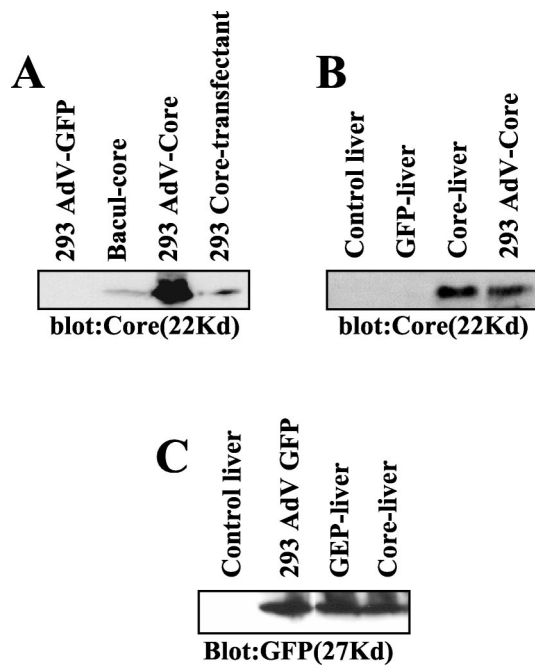 A
293 AdV-GFP
Bacul-core
293 AdV-Core
293 Core-transfectant
blot:Core(22Kd)
B
Control liver
GFP-liver
Core-liver
293 AdV-Core
blot:Core(22Kd)
C
Control liver
293 AdV GFP
GEP-liver
Core-liver
Blot:GFP(27Kd)